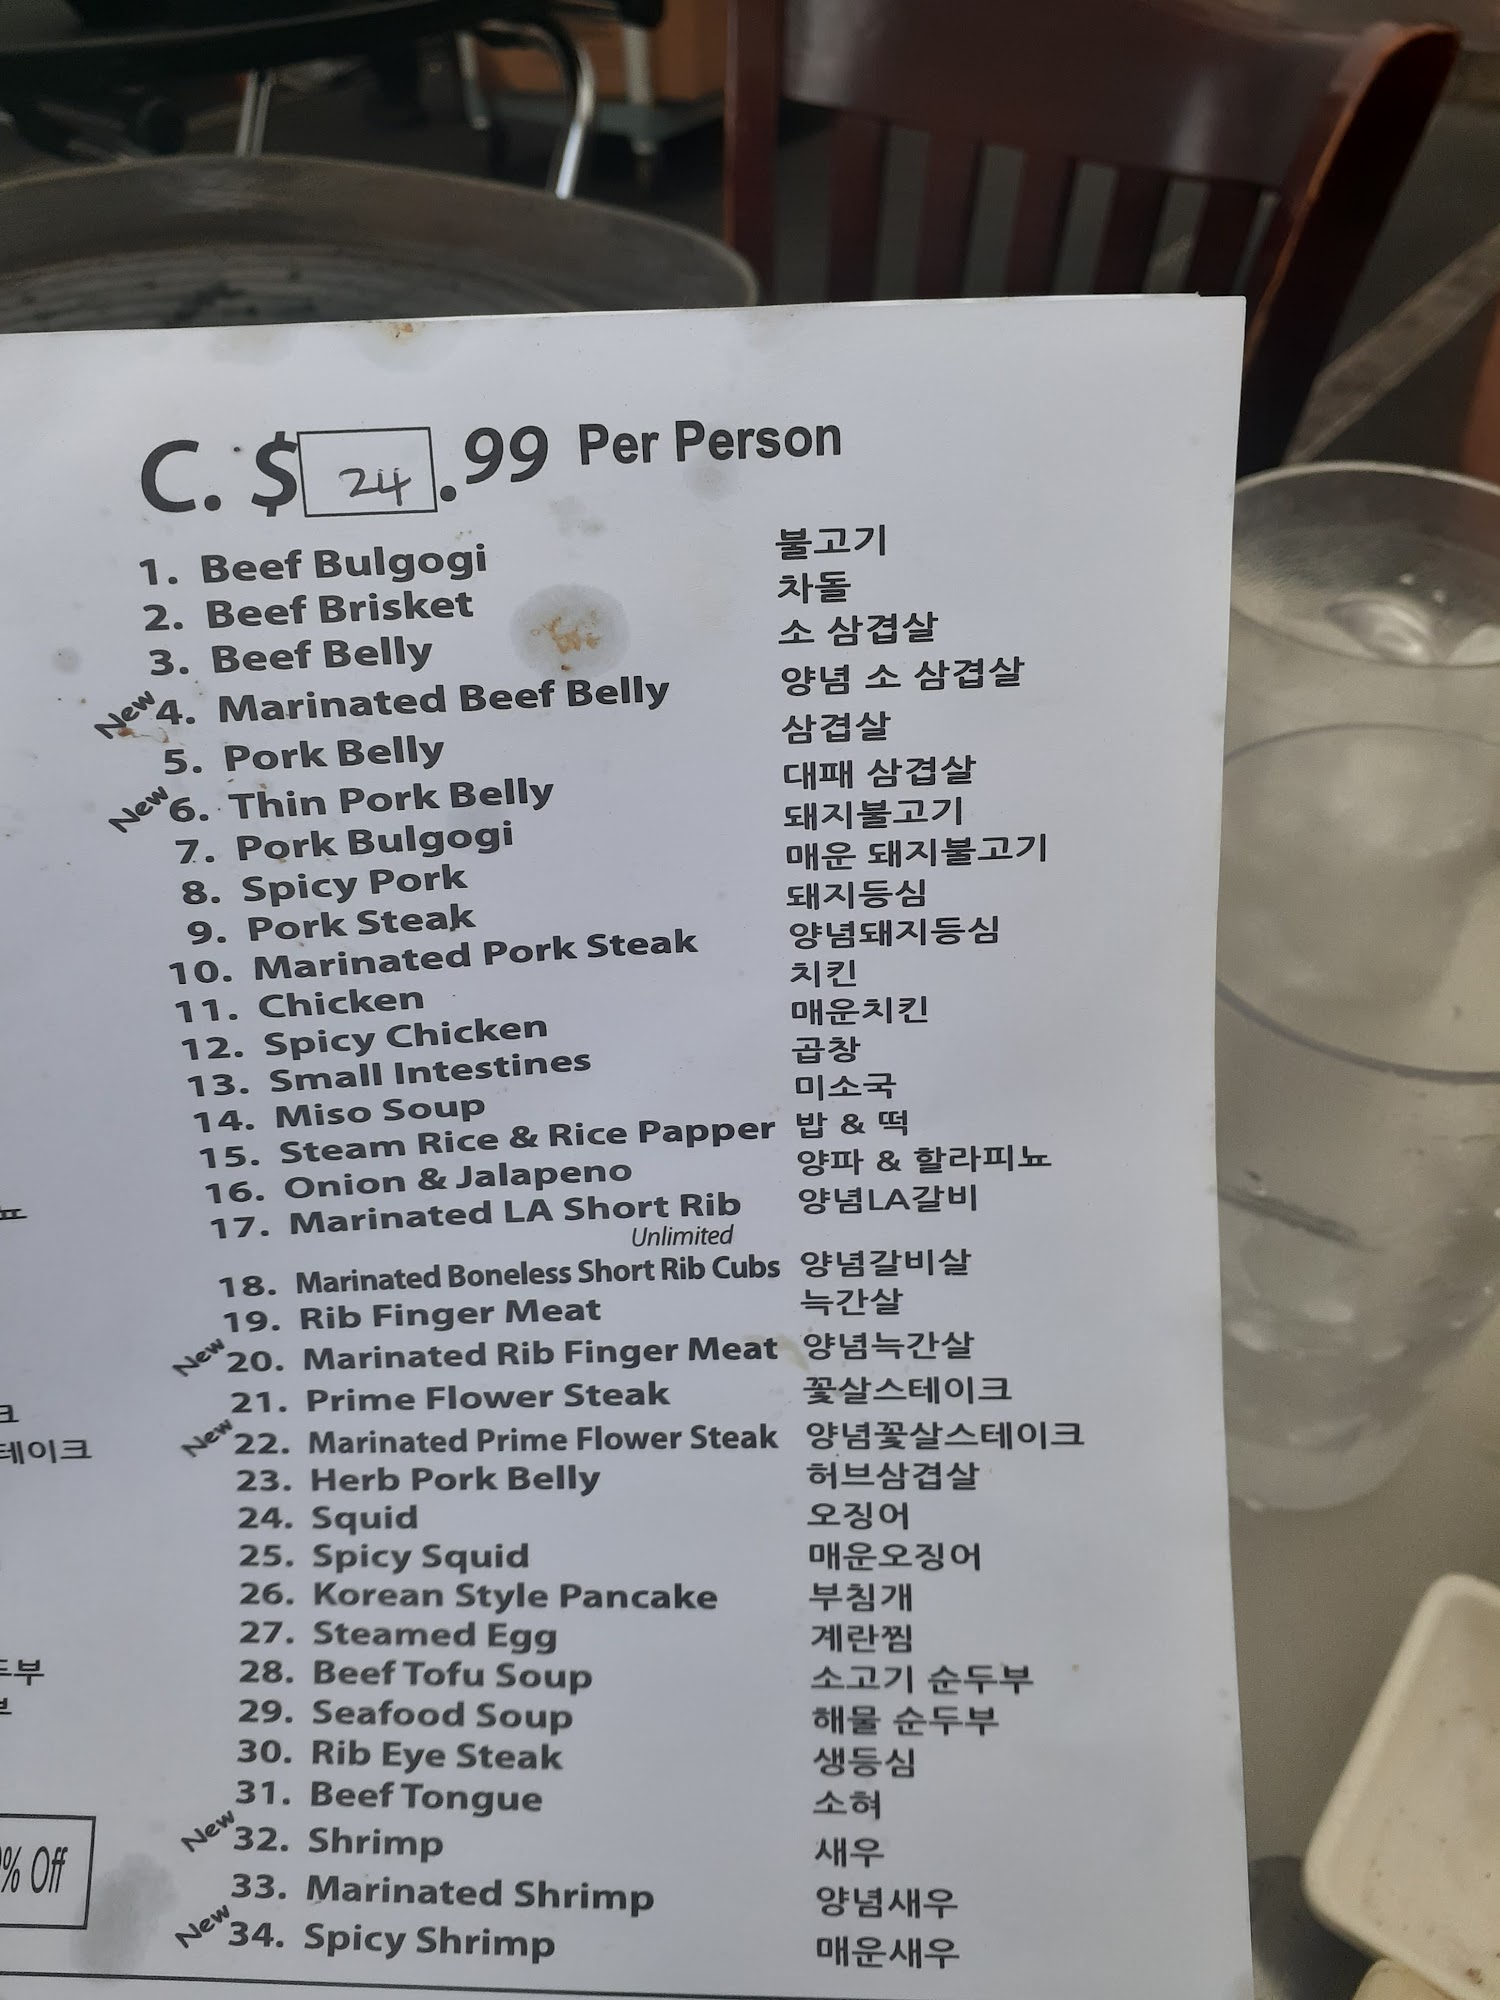 C. $ 24 .99 Per Person
1. Beef Bulgogi 불고기
2. Beef Brisket 차돌
3. Beef Belly 소 삼겹살
New 4. Marinated Beef Belly 양념 소 삼겹살
5. Pork Belly 삼겹살
New 6. Thin Pork Belly 대패 삼겹살
7. Pork Bulgogi 돼지불고기
8. Spicy Pork 매운 돼지불고기
9. Pork Steak 돼지등심
10. Marinated Pork Steak 양념돼지등심
11. Chicken 치킨
12. Spicy Chicken 매운치킨
13. Small Intestines 곱창
14. Miso Soup 미소국
15. Steam Rice & Rice Papper 밥 & 떡
16. Onion & Jalapeno 양파 & 할라피뇨
17. Marinated LA Short Rib 양념LA갈비
Unlimited
18. Marinated Boneless Short Rib Cubs 양념갈비살
19. Rib Finger Meat 늑간살
New 20. Marinated Rib Finger Meat 양념늑간살
21. Prime Flower Steak 꽃살스테이크
New 22. Marinated Prime Flower Steak 양념꽃살스테이크
23. Herb Pork Belly 허브삼겹살
24. Squid 오징어
25. Spicy Squid 매운오징어
26. Korean Style Pancake 부침개
27. Steamed Egg 계란찜
28. Beef Tofu Soup 소고기 순두부
29. Seafood Soup 해물 순두부
30. Rib Eye Steak 생등심
31. Beef Tongue 소혀
New 32. Shrimp 새우
33. Marinated Shrimp 양념새우
New 34. Spicy Shrimp 매운새우
뇨
크
테이크
두부
부
% Off